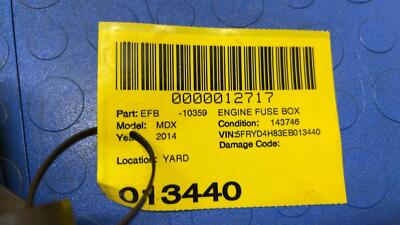 0000012717
Part: EFB -10359 ENGINE FUSE BOX
Model: MDX Condition: 143746
Year: 2014 VIN:5FRYD4H83EB013440
Damage Code:
Location: YARD
013440